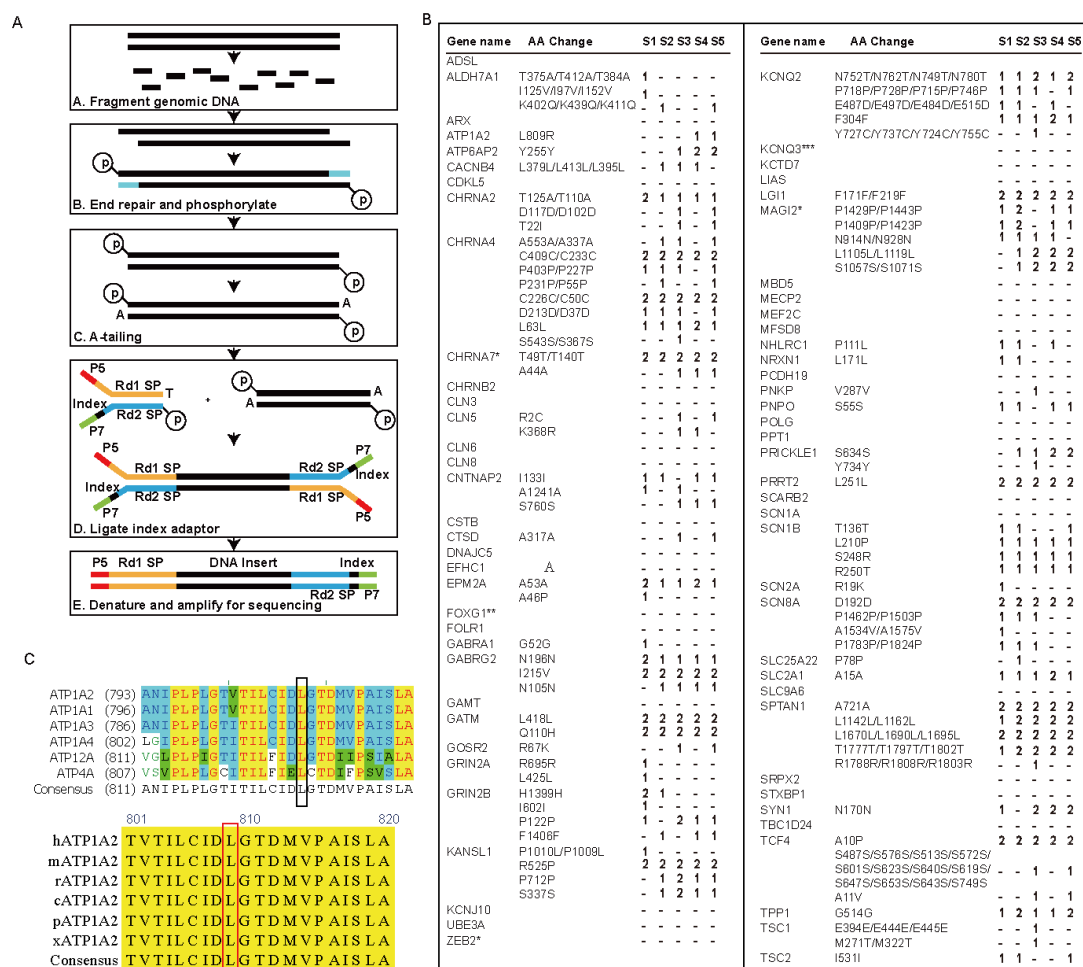 A
A. Fragment genomic DNA
p
p
B. End repair and phosphorylate
p
p
p
A
A
p
C. A-tailing
P5
Rd1 SP
T
Index
Rd2 SP
p
P7
+
p
A
A
p
P5
Rd1 SP
Rd2 SP
P7
Index
Index
Rd2 SP
Rd1 SP
P7
P5
D. Ligate index adaptor
P5 Rd1 SP DNA Insert Index
Rd2 SP P7
E. Denature and amplify for sequencing
B
Gene name AA Change S1 S2 S3 S4 S5
ADSL
ALDH7A1 T375A/T412A/T384A 1 - - - -
I125V/I97V/I152V 1 - - - -
K402Q/K439Q/K411Q - - - - 1
ARX - - - - -
ATP1A2 L809R - - - 1 1
ATP6AP2 Y255Y - - 1 2 2
CACNB4 L379L/L413L/L395L - 1 1 1 -
CDKL5 - - - - -
CHRNA2 T125A/T110A 2 1 1 1 1
D117D/D102D - - 1 - 1
T22I - - 1 - 1
CHRNA4 A553A/A337A - 1 1 - 1
C409C/C233C 2 2 2 2 2
P403P/P227P 1 1 1 - 1
P231P/P55P - 1 - - 1
C226C/C50C 2 2 2 2 2
D213D/D37D 1 1 1 - 1
L63L 1 1 1 2 1
S543S/S367S - - 1 - -
CHRNA7* T49T/T140T 2 2 2 2 2
A44A - - 1 1 1
CHRNB2 - - - - -
CLN3 - - - - -
CLN5 R2C - - 1 - 1
K368R - - 1 1 -
CLN6 - - - - -
CLN8 - - - - -
CNTNAP2 I133I 1 1 - 1 1
A1241A 1 - 1 - -
S760S - - 1 1 1
CSTB - - - - -
CTSD A317A - - 1 - 1
DNAJC5 - - - - -
EFHC1 A - - - - -
EPM2A A53A 2 1 1 2 1
A46P 1 - - - -
FOXG1** - - - - -
FOLR1 - - - - -
GABRA1 G52G 1 - - - -
GABRG2 N196N 2 1 1 1 1
I215V 2 2 2 2 2
N105N - 1 1 1 1
GAMT - - - - -
GATM L418L 2 2 2 2 2
Q110H 2 2 2 2 2
GOSR2 R67K - - 1 - 1
GRIN2A R695R 1 - - - -
L425L 1 - - - -
GRIN2B H1399H 2 1 - - -
I602I 1 - - - -
P122P 1 - 2 1 1
F1406F - 1 - 1 1
KANSL1 P1010L/P1009L 1 - - - -
R525P 2 2 2 2 2
P712P - 1 2 1 1
S337S - 1 2 1 1
KCNJ10 - - - - -
UBE3A - - - - -
ZEB2* - - - - -
Gene name AA Change S1 S2 S3 S4 S5
KCNQ2 N752T/N762T/N749T/N780T 1 1 2 1 1
P718P/P728P/P715P/P746P 1 1 1 - 1
E487D/E497D/E484D/E515D 1 1 - 1 -
F304F 1 1 1 2 1
Y727C/Y737C/Y724C/Y755C - - 1 - -
KCNQ3*** - - - - -
KCTD7 - - - - -
LIAS - - - - -
LGI1 F171F/F219F 2 2 2 2 2
MAGI2* P1429P/P1443P 1 2 - 1 1
P1409P/P1423P 1 2 - 1 1
N914N/N928N 1 1 1 1 -
L1105L/L1119L - 1 2 2 2
S1057S/S1071S - 1 2 2 2
MBD5 - - - - -
MECP2 - - - - -
MEF2C - - - - -
MFSD8 - - - - -
NHLRC1 P111L 1 1 - 1 -
NRXN1 L171L 1 1 - - -
PCDH19 - - - - -
PNKP V287V - - 1 - -
PNPO S55S 1 1 - 1 1
POLG - - - - -
PPT1 - - - - -
PRICKLE1 S634S - 1 1 2 2
Y734Y - - 1 - -
PRRT2 L251L 2 2 2 2 2
SCARB2 - - - - -
SCN1A - - - - -
SCN1B T136T 1 1 - - 1
L210P 1 1 1 1 1
S248R 1 1 1 1 1
R250T 1 1 1 1 1
SCN2A R19K 1 - - - -
SCN8A D192D 2 2 2 2 2
P1462P/P1503P 1 1 1 - -
A1534V/A1575V 1 - - - -
P1783P/P1824P 1 1 1 - -
SLC25A22 P78P - 1 - - -
SLC2A1 A15A - 1 1 2 1
SLC9A6 - - - - -
SPTAN1 A721A 2 2 2 2 2
L1142L/L1162L 1 2 2 2 2
L1670L/L1690L/L1695L 2 2 2 2 2
T1777T/T1797T/T1802T 1 2 2 2 2
R1788R/R1808R/R1803R - - 1 - -
SRPX2 - - - - -
STXBP1 - - - - -
SYN1 N170N 1 - 2 2 2
TBC1D24 - - - - -
TCF4 A10P 2 2 2 2 2
S487S/S576S/S513S/S572S/
S601S/S623S/S640S/S619S/ - - 1 - 1
S647S/S653S/S643S/S749S
A11V - - 1 - 1
TPP1 G514G 1 2 1 1 2
TSC1 E394E/E444E/E445E - - 1 - -
M271T/M322T - - 1 - -
TSC2 I531I 1 1 - - 1
C
ATP1A2 (793) ANIPLPLGTVTILCIDLGTDMVPAISLA
ATP1A1 (796) ANIPLPLGTVTILCIDLGTDMVPAISLA
ATP1A3 (786) ANIPLPLGTITILCIDLGTDMVPAISLA
ATP1A4 (802) LGIPLPLGTITILCIDLGTDMVPAISLA
ATP12A (811) VGLPLPIGTITILFIDLGTDIIPSIALA
ATP4A (807) VSVPLPLGCITILFIELCTDIFPSVSLA
Consensus (811) ANIPLPLGTITILCIDLGTDMVPAISLA
801 810 820
hATP1A2 TVTILCIDLGTDMVPAISLA
mATP1A2 TVTILCIDLGTDMVPAISLA
rATP1A2 TVTILCIDLGTDMVPAISLA
cATP1A2 TVTILCIDLGTDMVPAISLA
pATP1A2 TVTILCIDLGTDMVPAISLA
xATP1A2 TVTILCIDLGTDMVPAISLA
Consensus TVTILCIDLGTDMVPAISLA